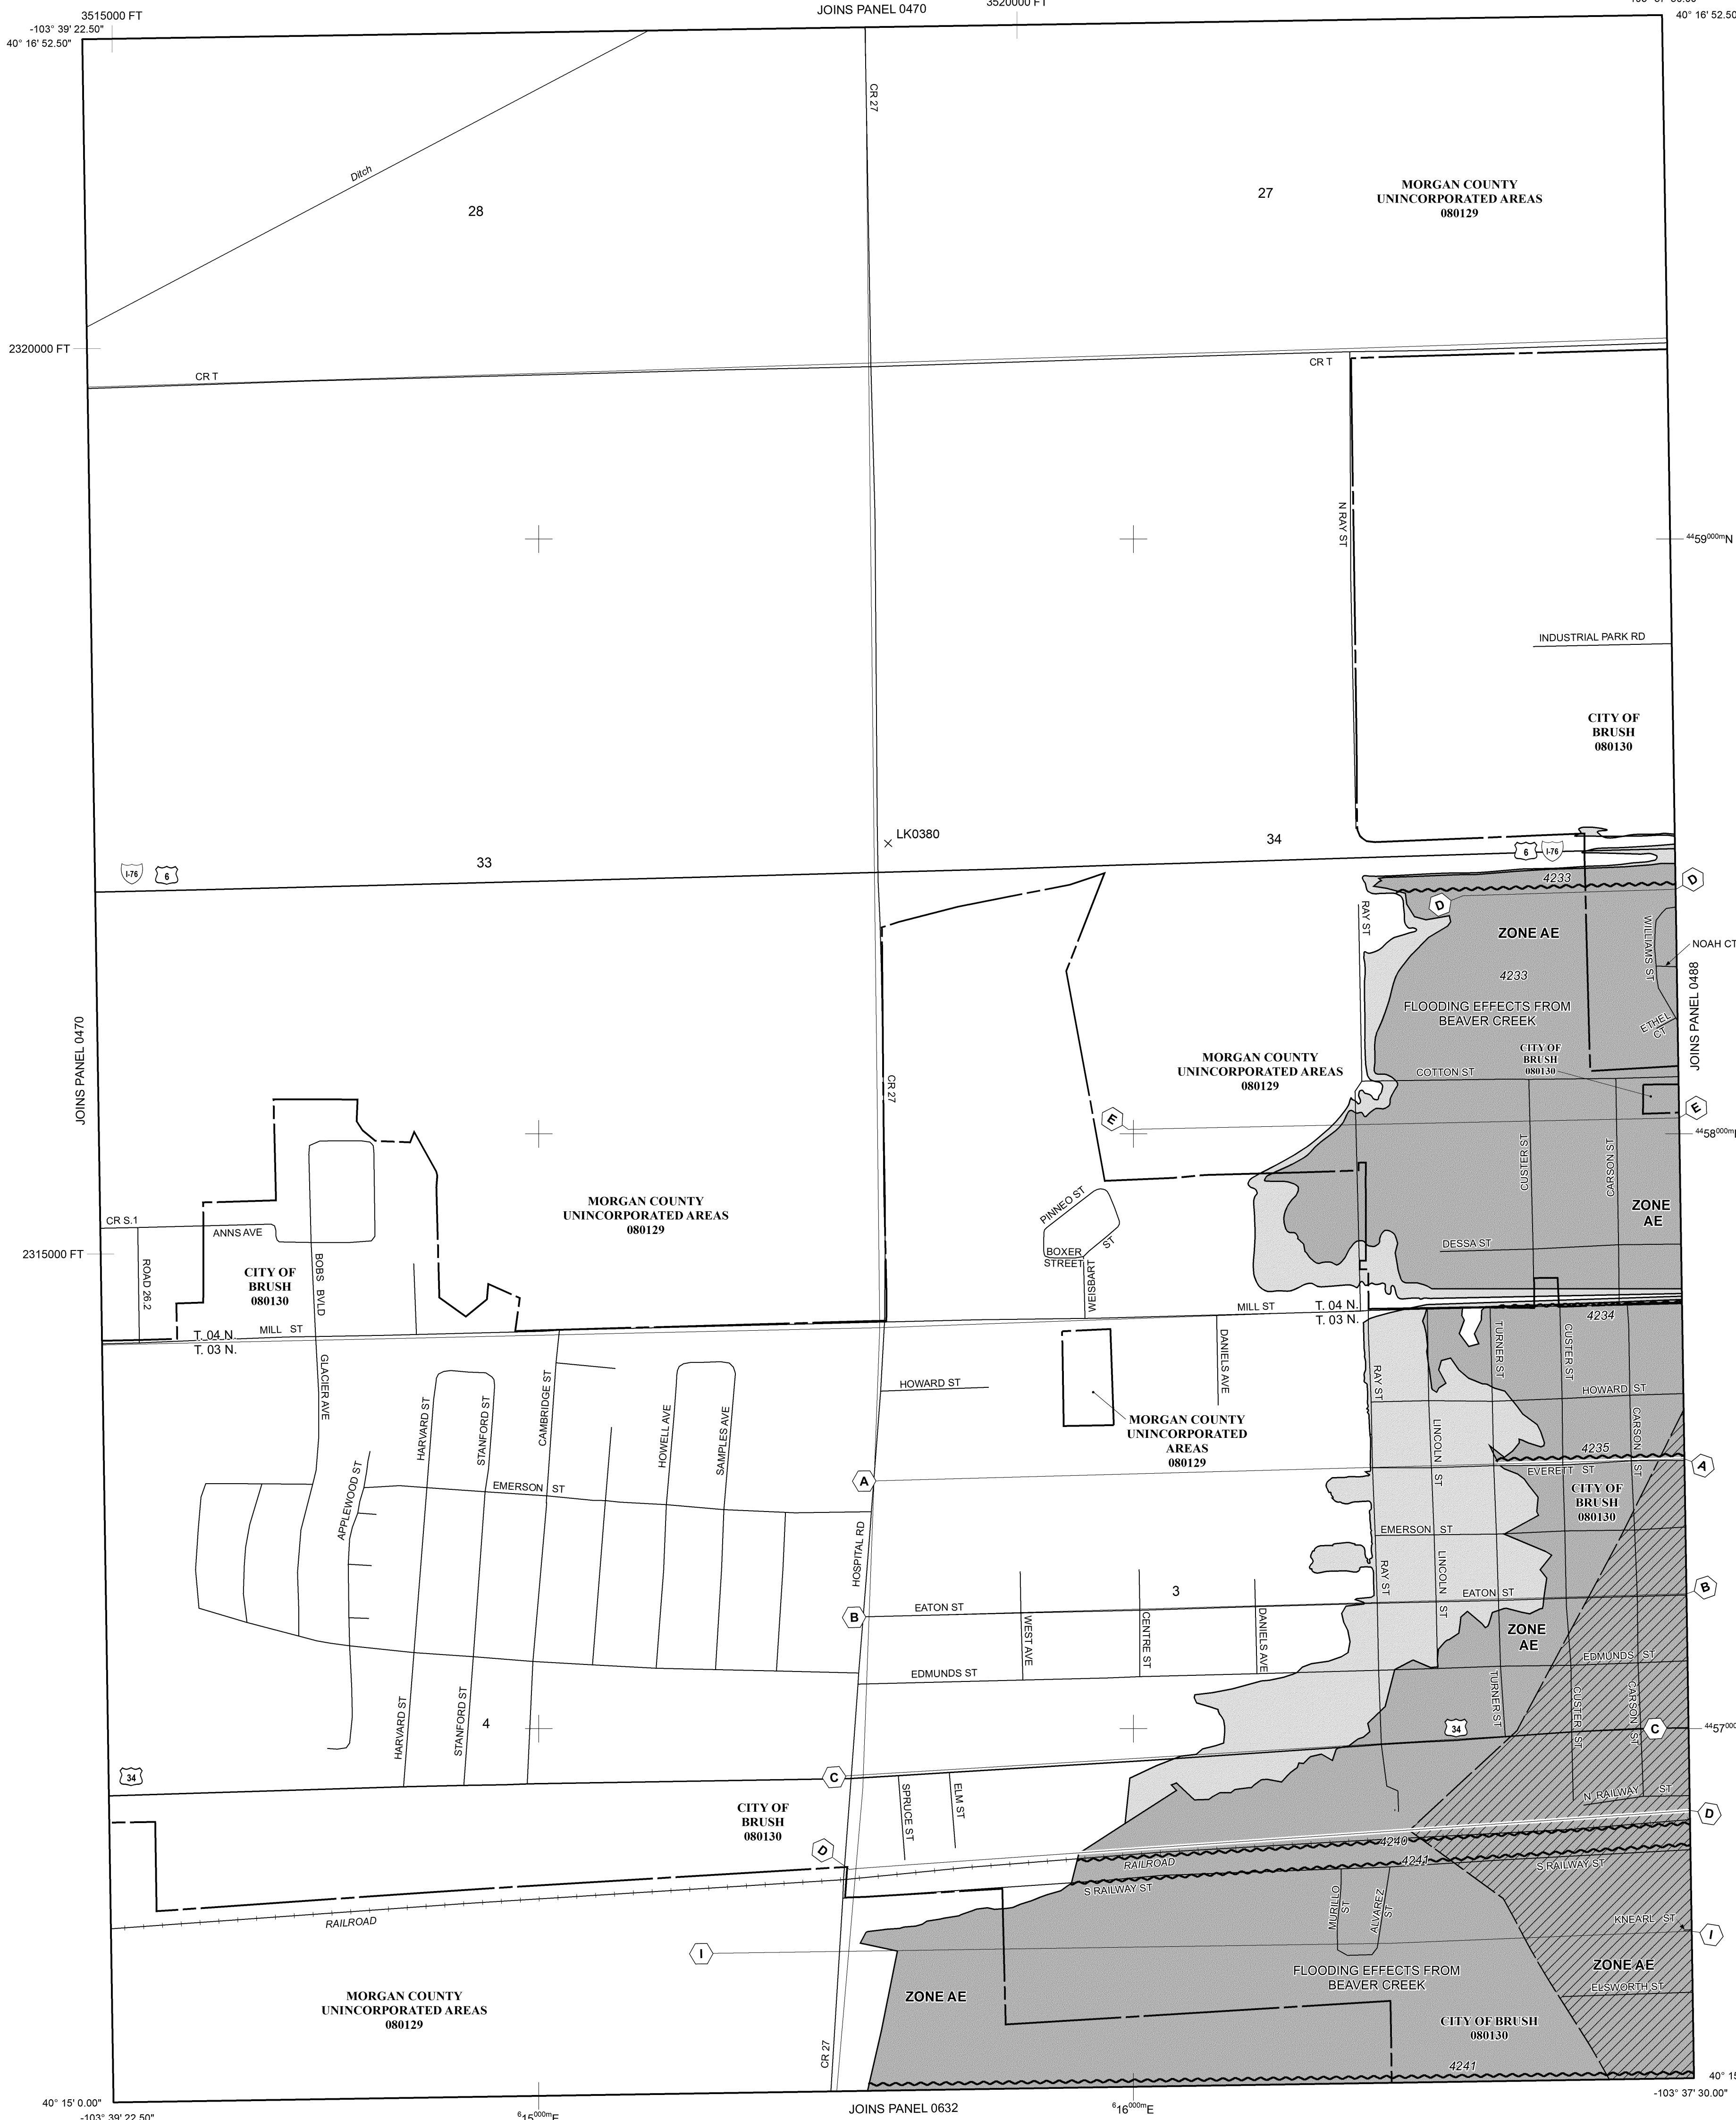 3515000 FT
JOINS PANEL 0470
3520000 FT
-103° 39' 22.50"
40° 16' 52.50"
40° 16' 52.50
CR 27
Ditch
28
27
MORGAN COUNTY
UNINCORPORATED AREAS
080129
2320000 FT
CR T
CR T
N RAY ST
4459000mN
INDUSTRIAL PARK RD
CITY OF
BRUSH
080130
LK0380
34
33
I-76
6
6
I-76
4233
D
D
RAY ST
ZONE AE
WILLIAMS ST
NOAH CT
4233
FLOODING EFFECTS FROM
BEAVER CREEK
ETHEL
CT
JOINS PANEL 0488
JOINS PANEL 0470
CITY OF
BRUSH
080130
MORGAN COUNTY
UNINCORPORATED AREAS
080129
COTTON ST
CR 27
E
E
4458000m
CUSTER ST
CARSON ST
MORGAN COUNTY
UNINCORPORATED AREAS
080129
PINNEO ST
ZONE
AE
CR S.1
ANNS AVE
BOXER
STREET
ST
DESSA ST
2315000 FT
ROAD 26.2
CITY OF
BRUSH
080130
BOBS BVLD
WEISBART
MILL ST
T. 04 N.
T. 03 N.
MILL ST
T. 04 N.
T. 03 N.
4234
GLACIER AVE
HARVARD ST
STANFORD ST
CAMBRIDGE ST
HOWELL AVE
SAMPLES AVE
HOWARD ST
DANIELS AVE
RAY ST
TURNER ST
CUSTER ST
HOWARD ST
MORGAN COUNTY
UNINCORPORATED
AREAS
080129
LINCOLN ST
CARSON ST
4235
A
A
EVERETT ST
CITY OF
BRUSH
080130
APPLEWOOD ST
EMERSON ST
HOSPITAL RD
EMERSON ST
RAY ST
LINCOLN ST
3
EATON ST
B
B
EATON ST
WEST AVE
CENTRE ST
DANIELS AVE
ZONE
AE
EDMUNDS ST
EDMUNDS ST
HARVARD ST
STANFORD ST
4
TURNER ST
CUSTER ST
CARSON ST
34
C
4457000
34
C
SPRUCE ST
ELM ST
N RAILWAY ST
CITY OF
BRUSH
080130
D
D
4240
RAILROAD
4241
S RAILWAY ST
S RAILWAY ST
MURILLO
ST
ALVAREZ
ST
RAILROAD
KNEARL ST
I
I
FLOODING EFFECTS FROM
BEAVER CREEK
ZONE AE
ELSWORTH ST
MORGAN COUNTY
UNINCORPORATED AREAS
080129
ZONE AE
CITY OF BRUSH
080130
CR 27
4241
40° 15' 0.00"
40° 15
-103° 37' 30.00"
-103° 39' 22.50"
615000mE
JOINS PANEL 0632
616000mE